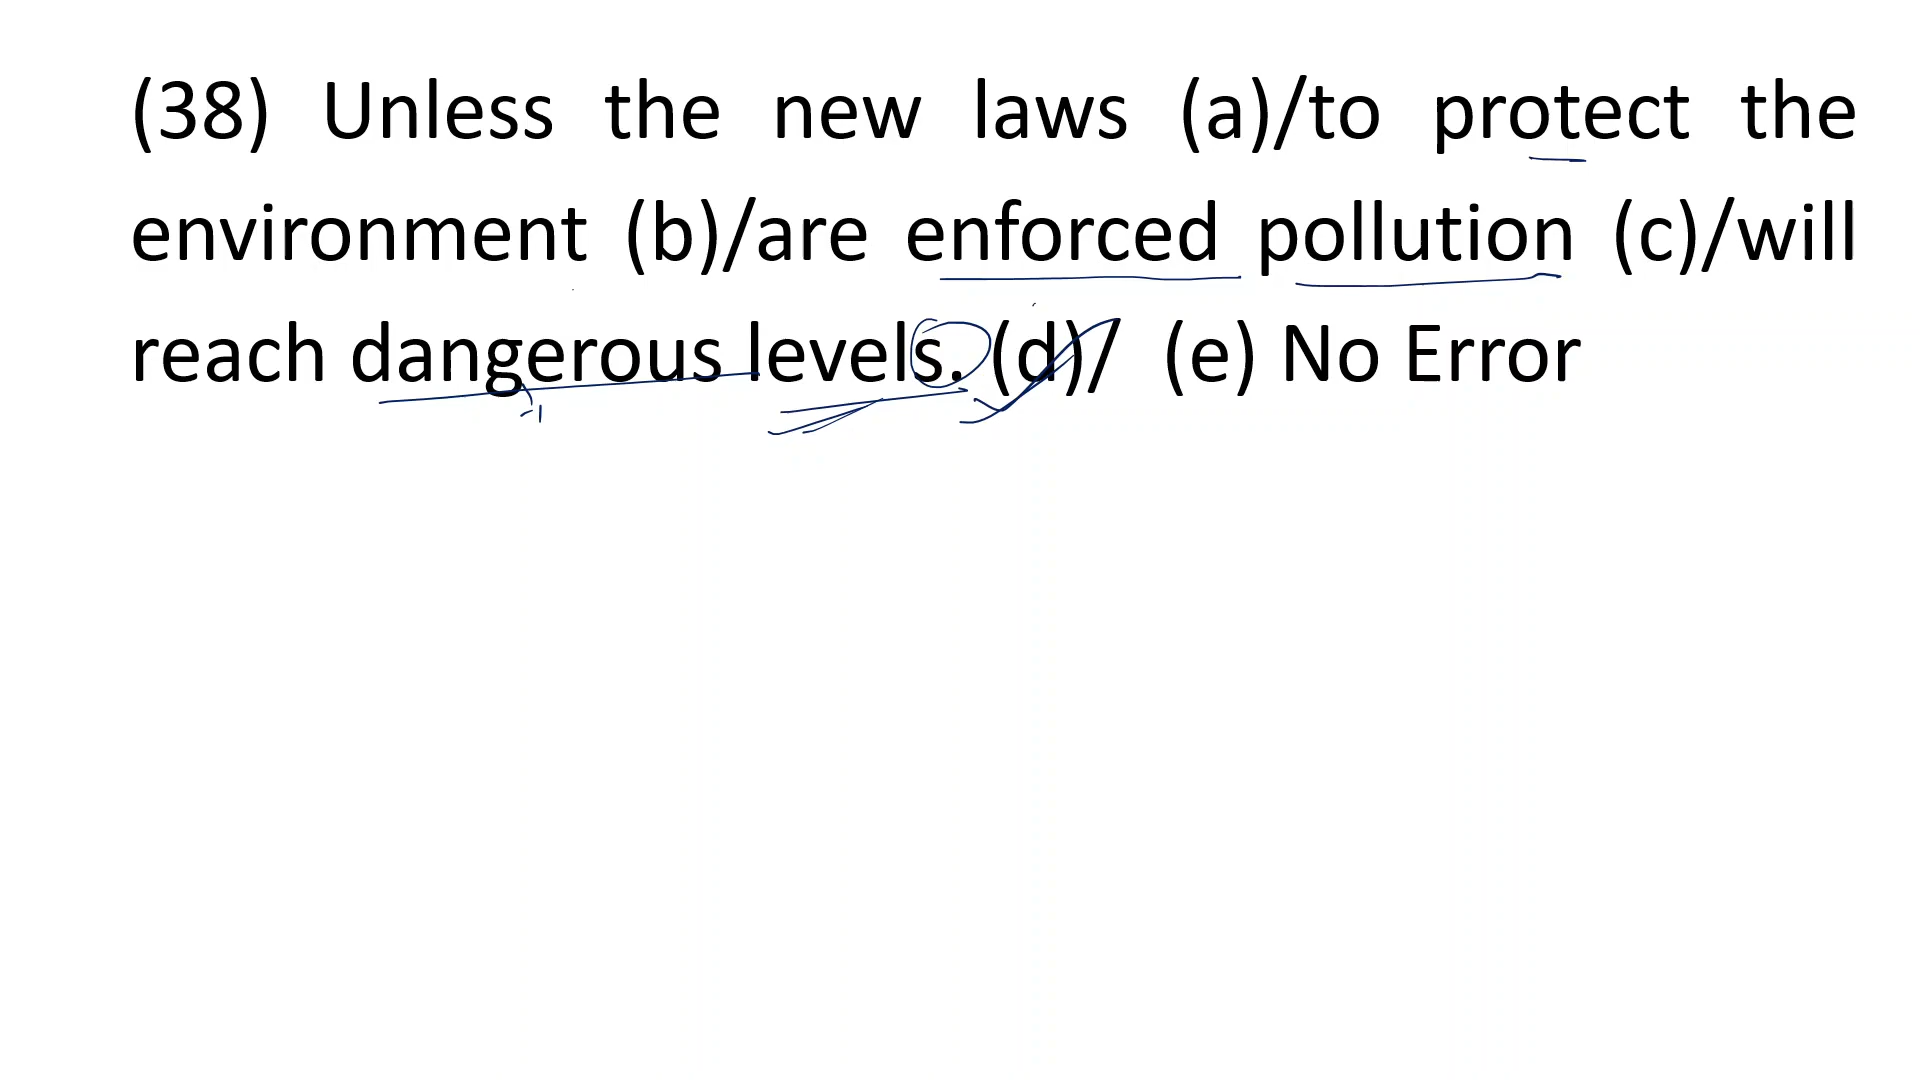 (38) Unless the new laws (a)/to protect the
environment (b)/are enforced pollution (c)/will
reach dangerous levels. (d)/ (e) No Error